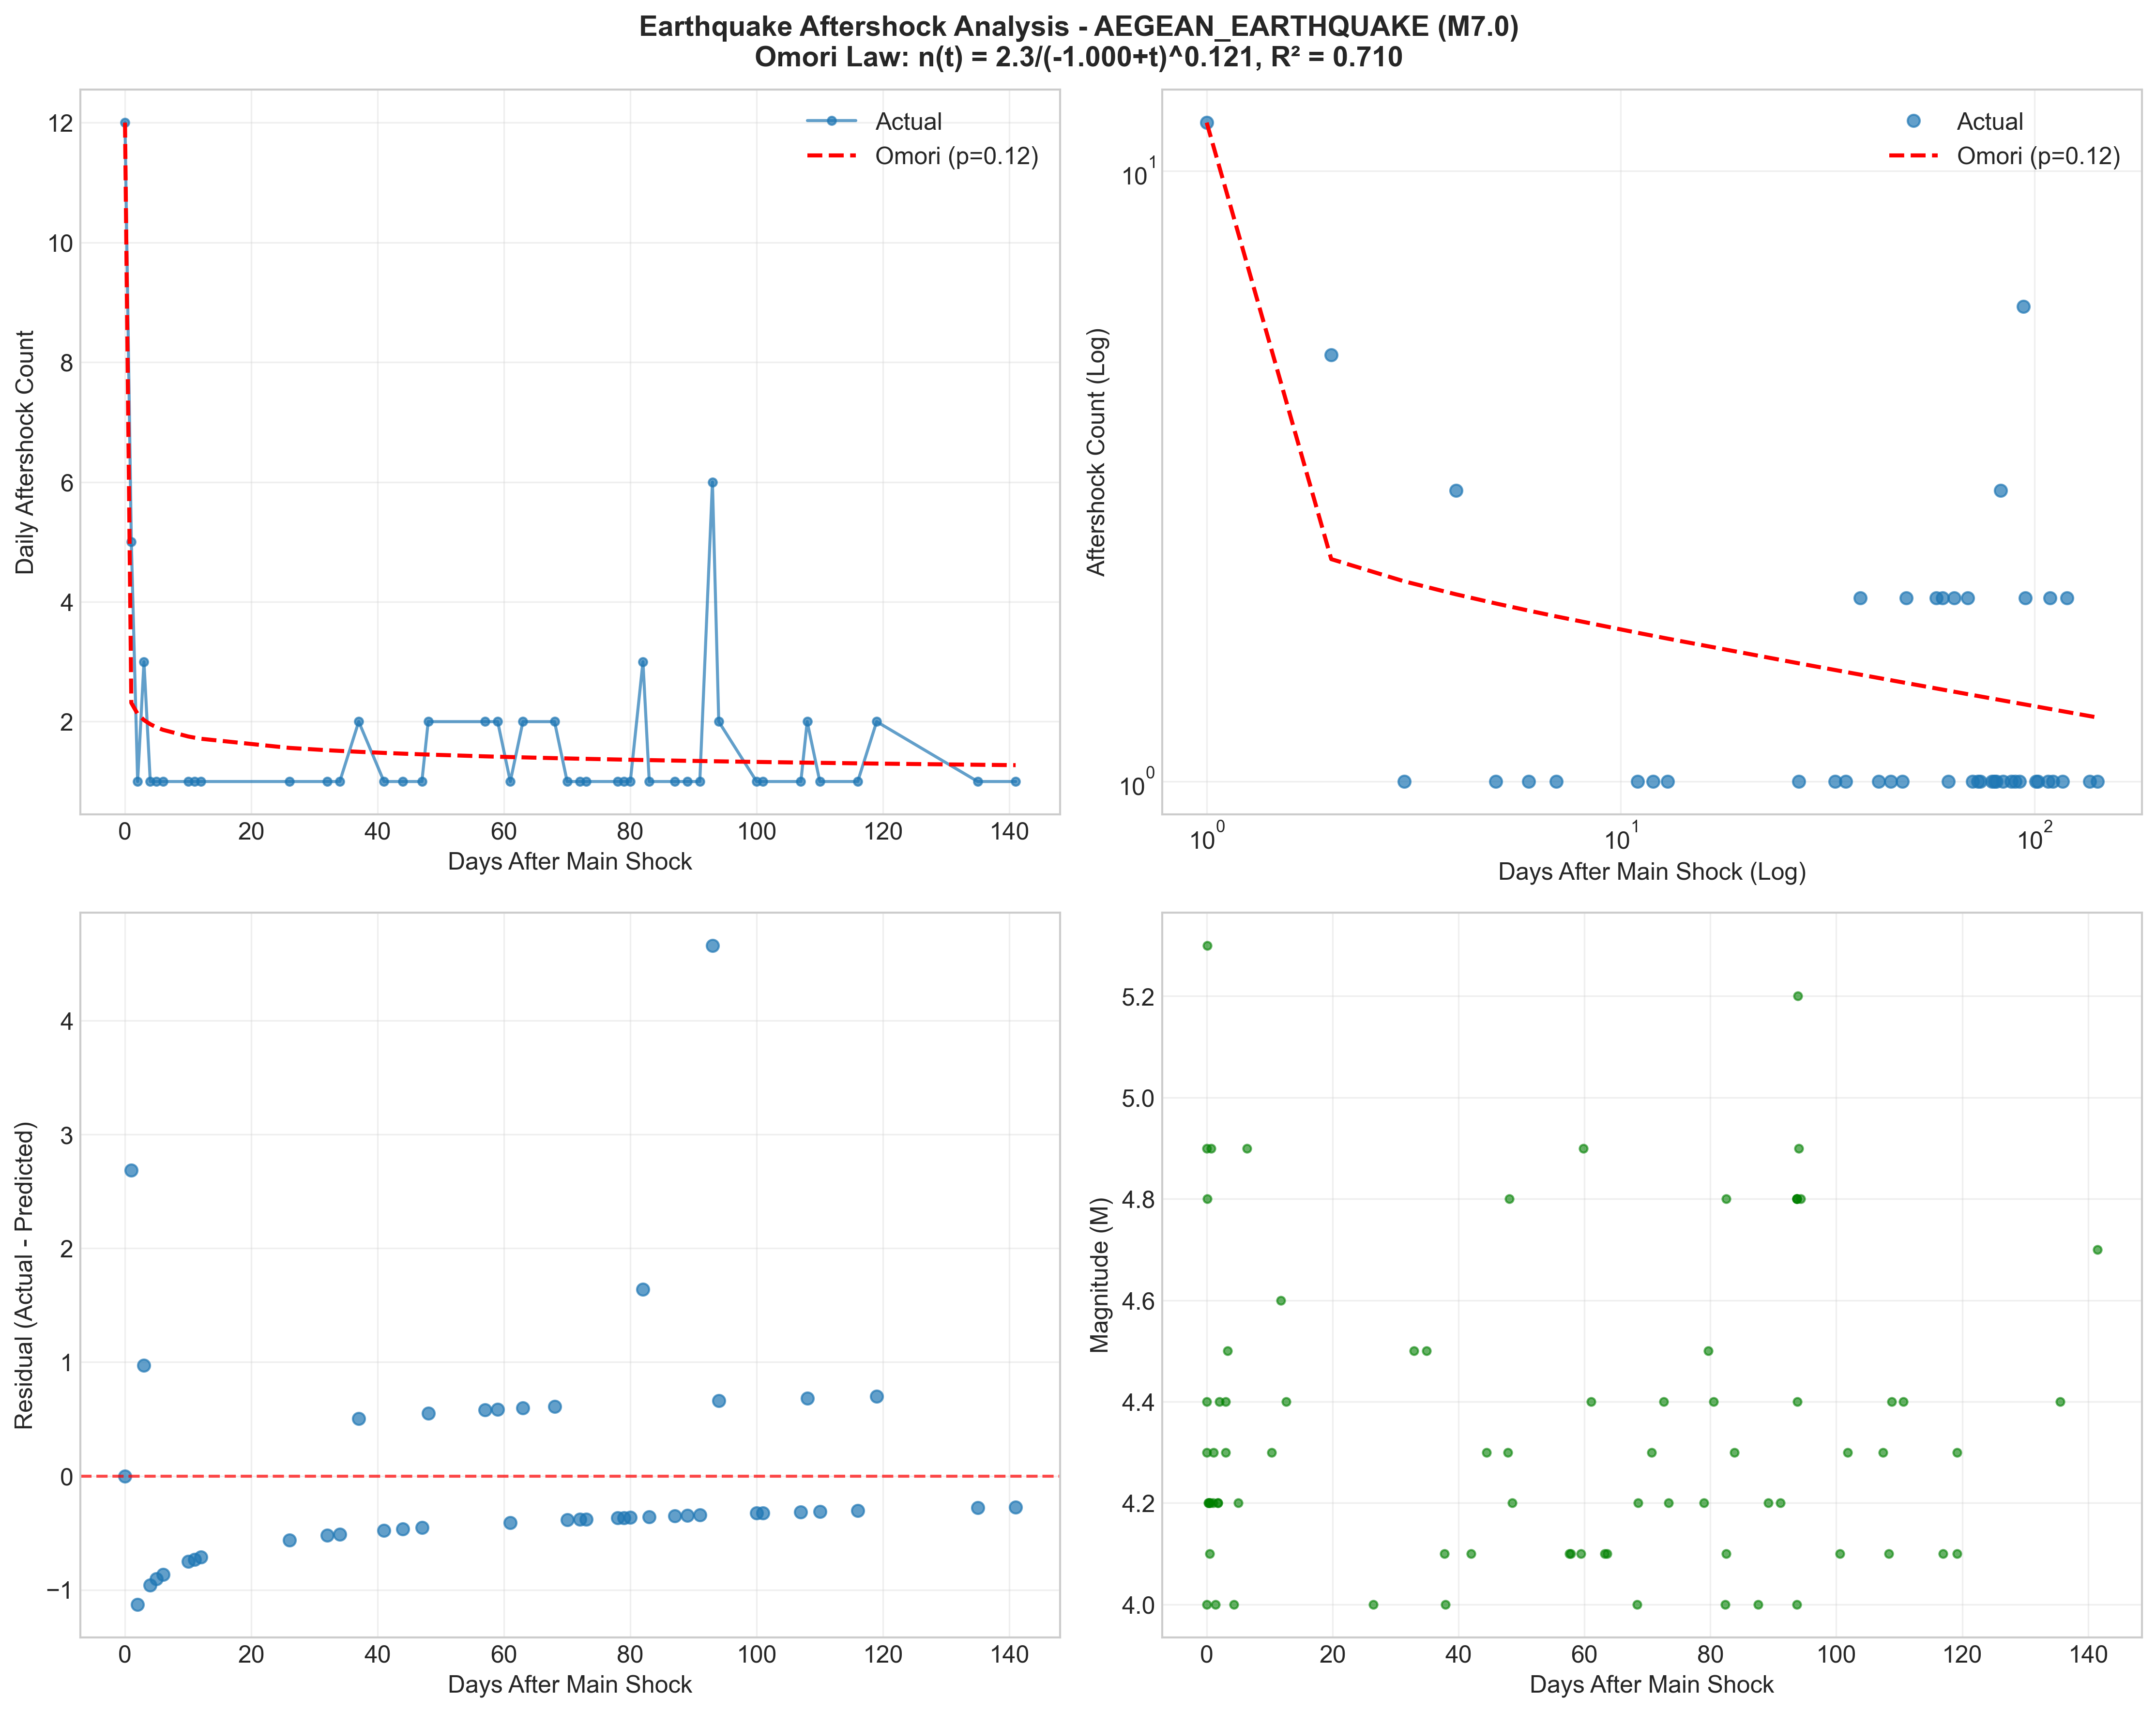 Earthquake Aftershock Analysis - AEGEAN_EARTHQUAKE (M7.0)
Omori Law: n(t) = 2.3/(-1.000+t)^0.121, R² = 0.710
12
10
8
6
4
2
Daily Aftershock Count
Actual
Omori (p=0.12)
0 20 40 60 80 100 120 140
Days After Main Shock
10¹
10⁰
Aftershock Count (Log)
Actual
Omori (p=0.12)
10⁰ 10¹ 10²
Days After Main Shock (Log)
4
3
2
1
0
−1
Residual (Actual - Predicted)
0 20 40 60 80 100 120 140
Days After Main Shock
5.2
5.0
4.8
4.6
4.4
4.2
4.0
Magnitude (M)
0 20 40 60 80 100 120 140
Days After Main Shock